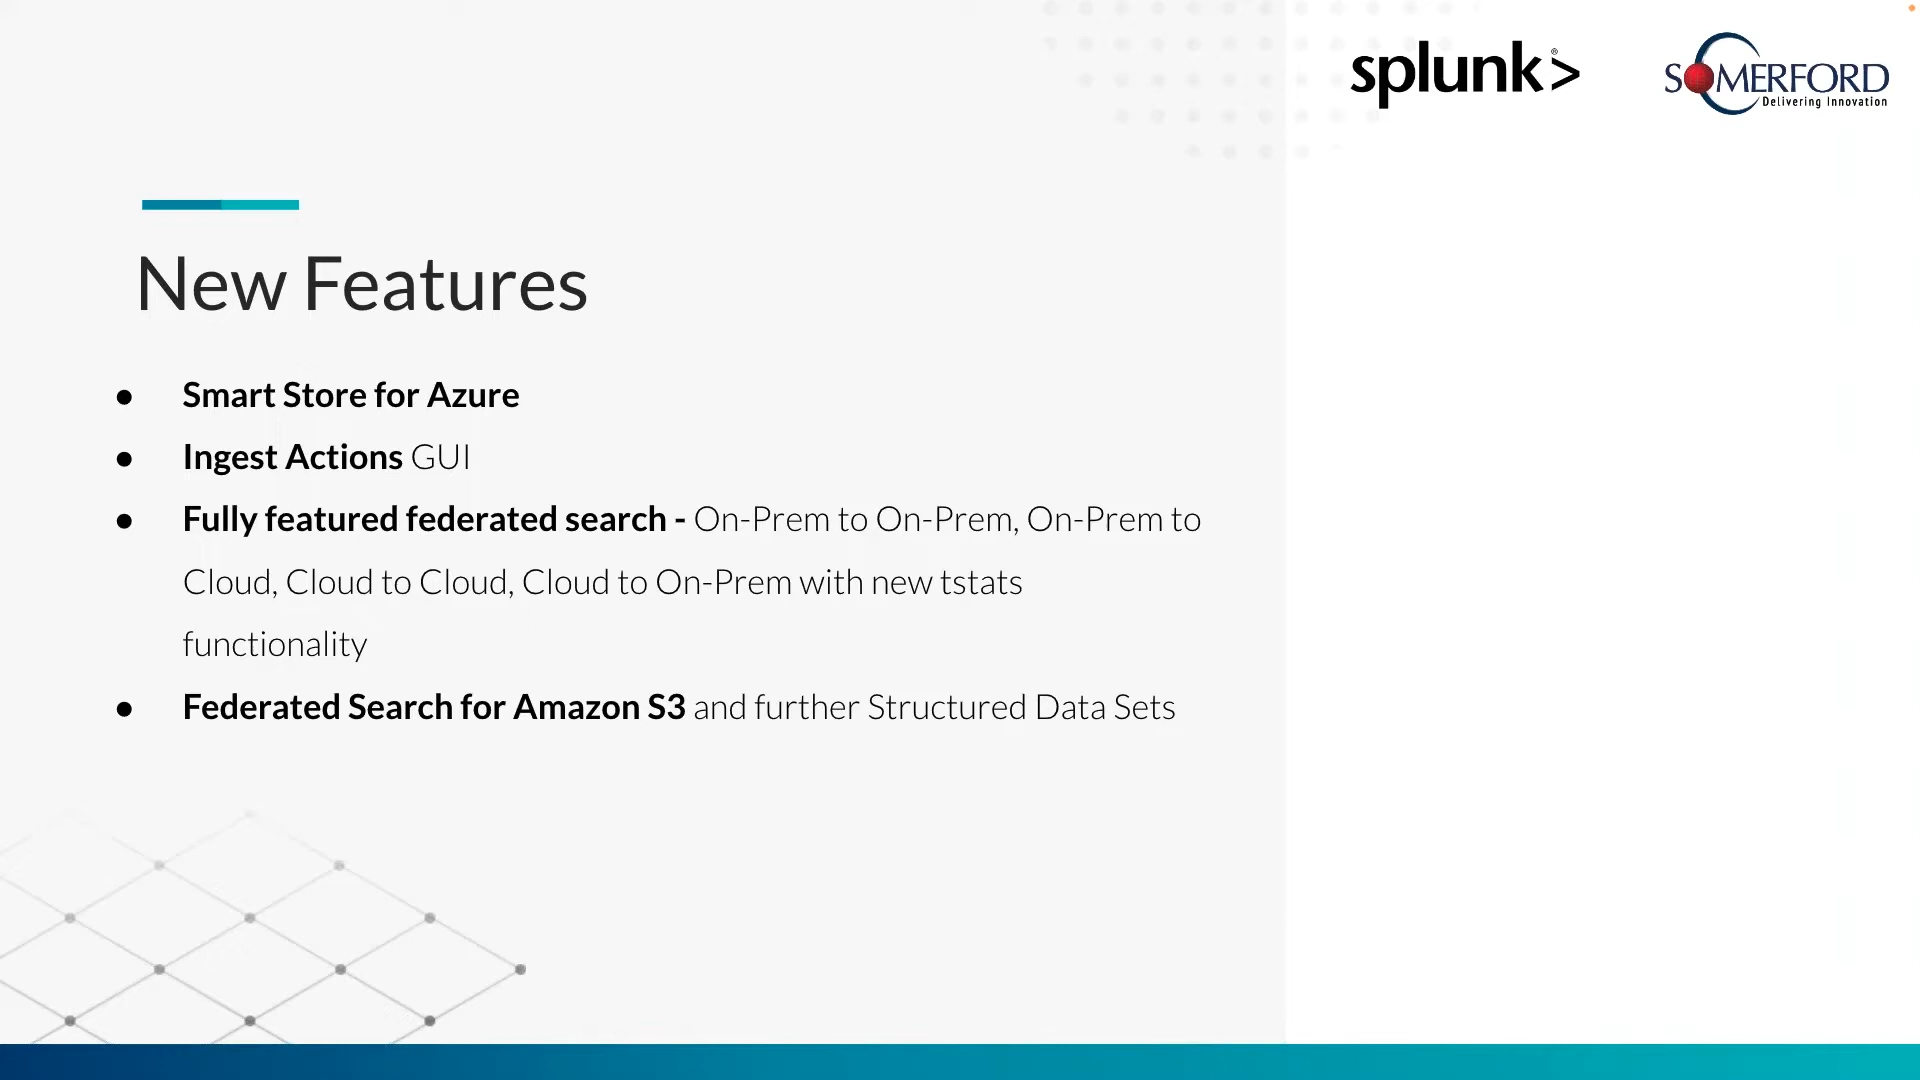 splunk>®
SOMERFORD
Delivering Innovation
New Features
● Smart Store for Azure
● Ingest Actions GUI
● Fully featured federated search - On-Prem to On-Prem, On-Prem to
Cloud, Cloud to Cloud, Cloud to On-Prem with new tstats
functionality
● Federated Search for Amazon S3 and further Structured Data Sets